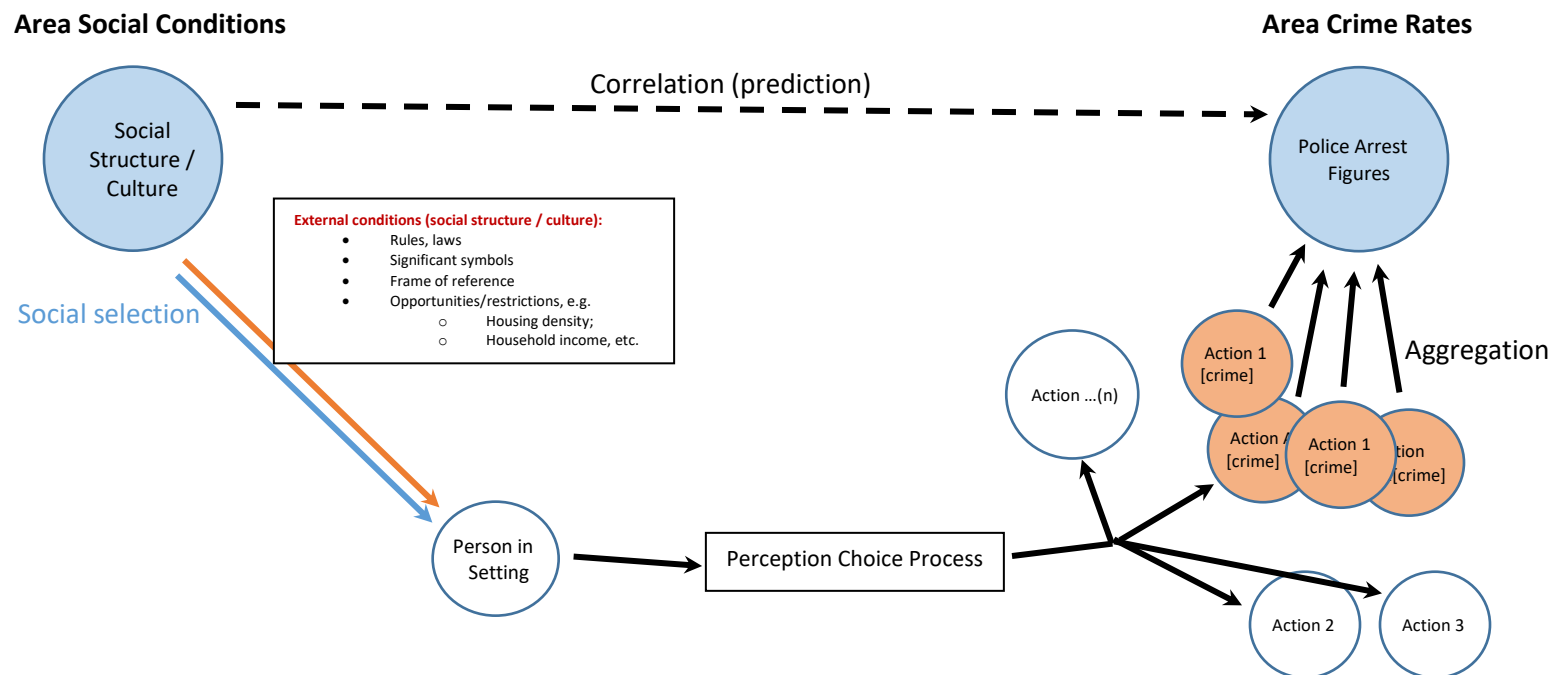 Area Social Conditions
Area Crime Rates
Correlation (prediction)
Social
Structure /
Culture
Police Arrest
Figures
External conditions (social structure / culture):
• Rules, laws
• Significant symbols
• Frame of reference
• Opportunities/restrictions, e.g.
o Housing density;
o Household income, etc.
Social selection
Action 1
[crime]
Aggregation
Action ...(n)
Action
[crime]
Action 1
[crime]
[crime]
Person in
Setting
Perception Choice Process
Action 2
Action 3